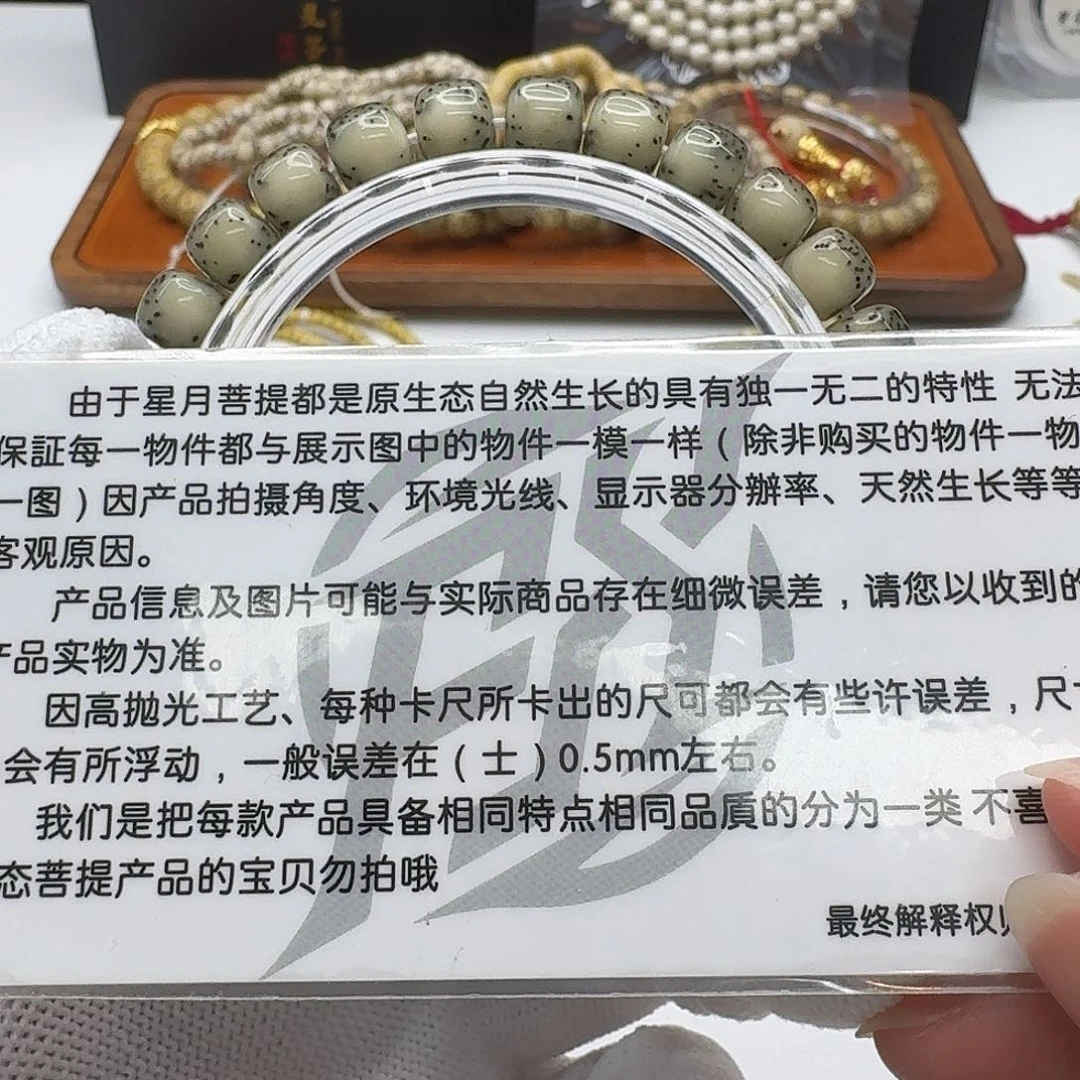 由于星月菩提都是原生态自然生长的具有独一无二的特性 无法
保証每一物件都与展示图中的物件一模一样（除非购买的物件一物
一图）因产品拍摄角度、环境光线、显示器分辦率、天然生长等等
客观原因。
产品信息及图片可能与实际商品存在细微误差，请您以收到的
产品实物为准。
因高抛光工艺、每种卡尺所卡出的尺可都会有些许误差，尺寸
会有所浮动，一般误差在（士）0.5mm左右。
我们是把每款产品具备相同特点相同品質的分为一类 不喜
态菩提产品的宝贝勿拍哦
最终解释权归